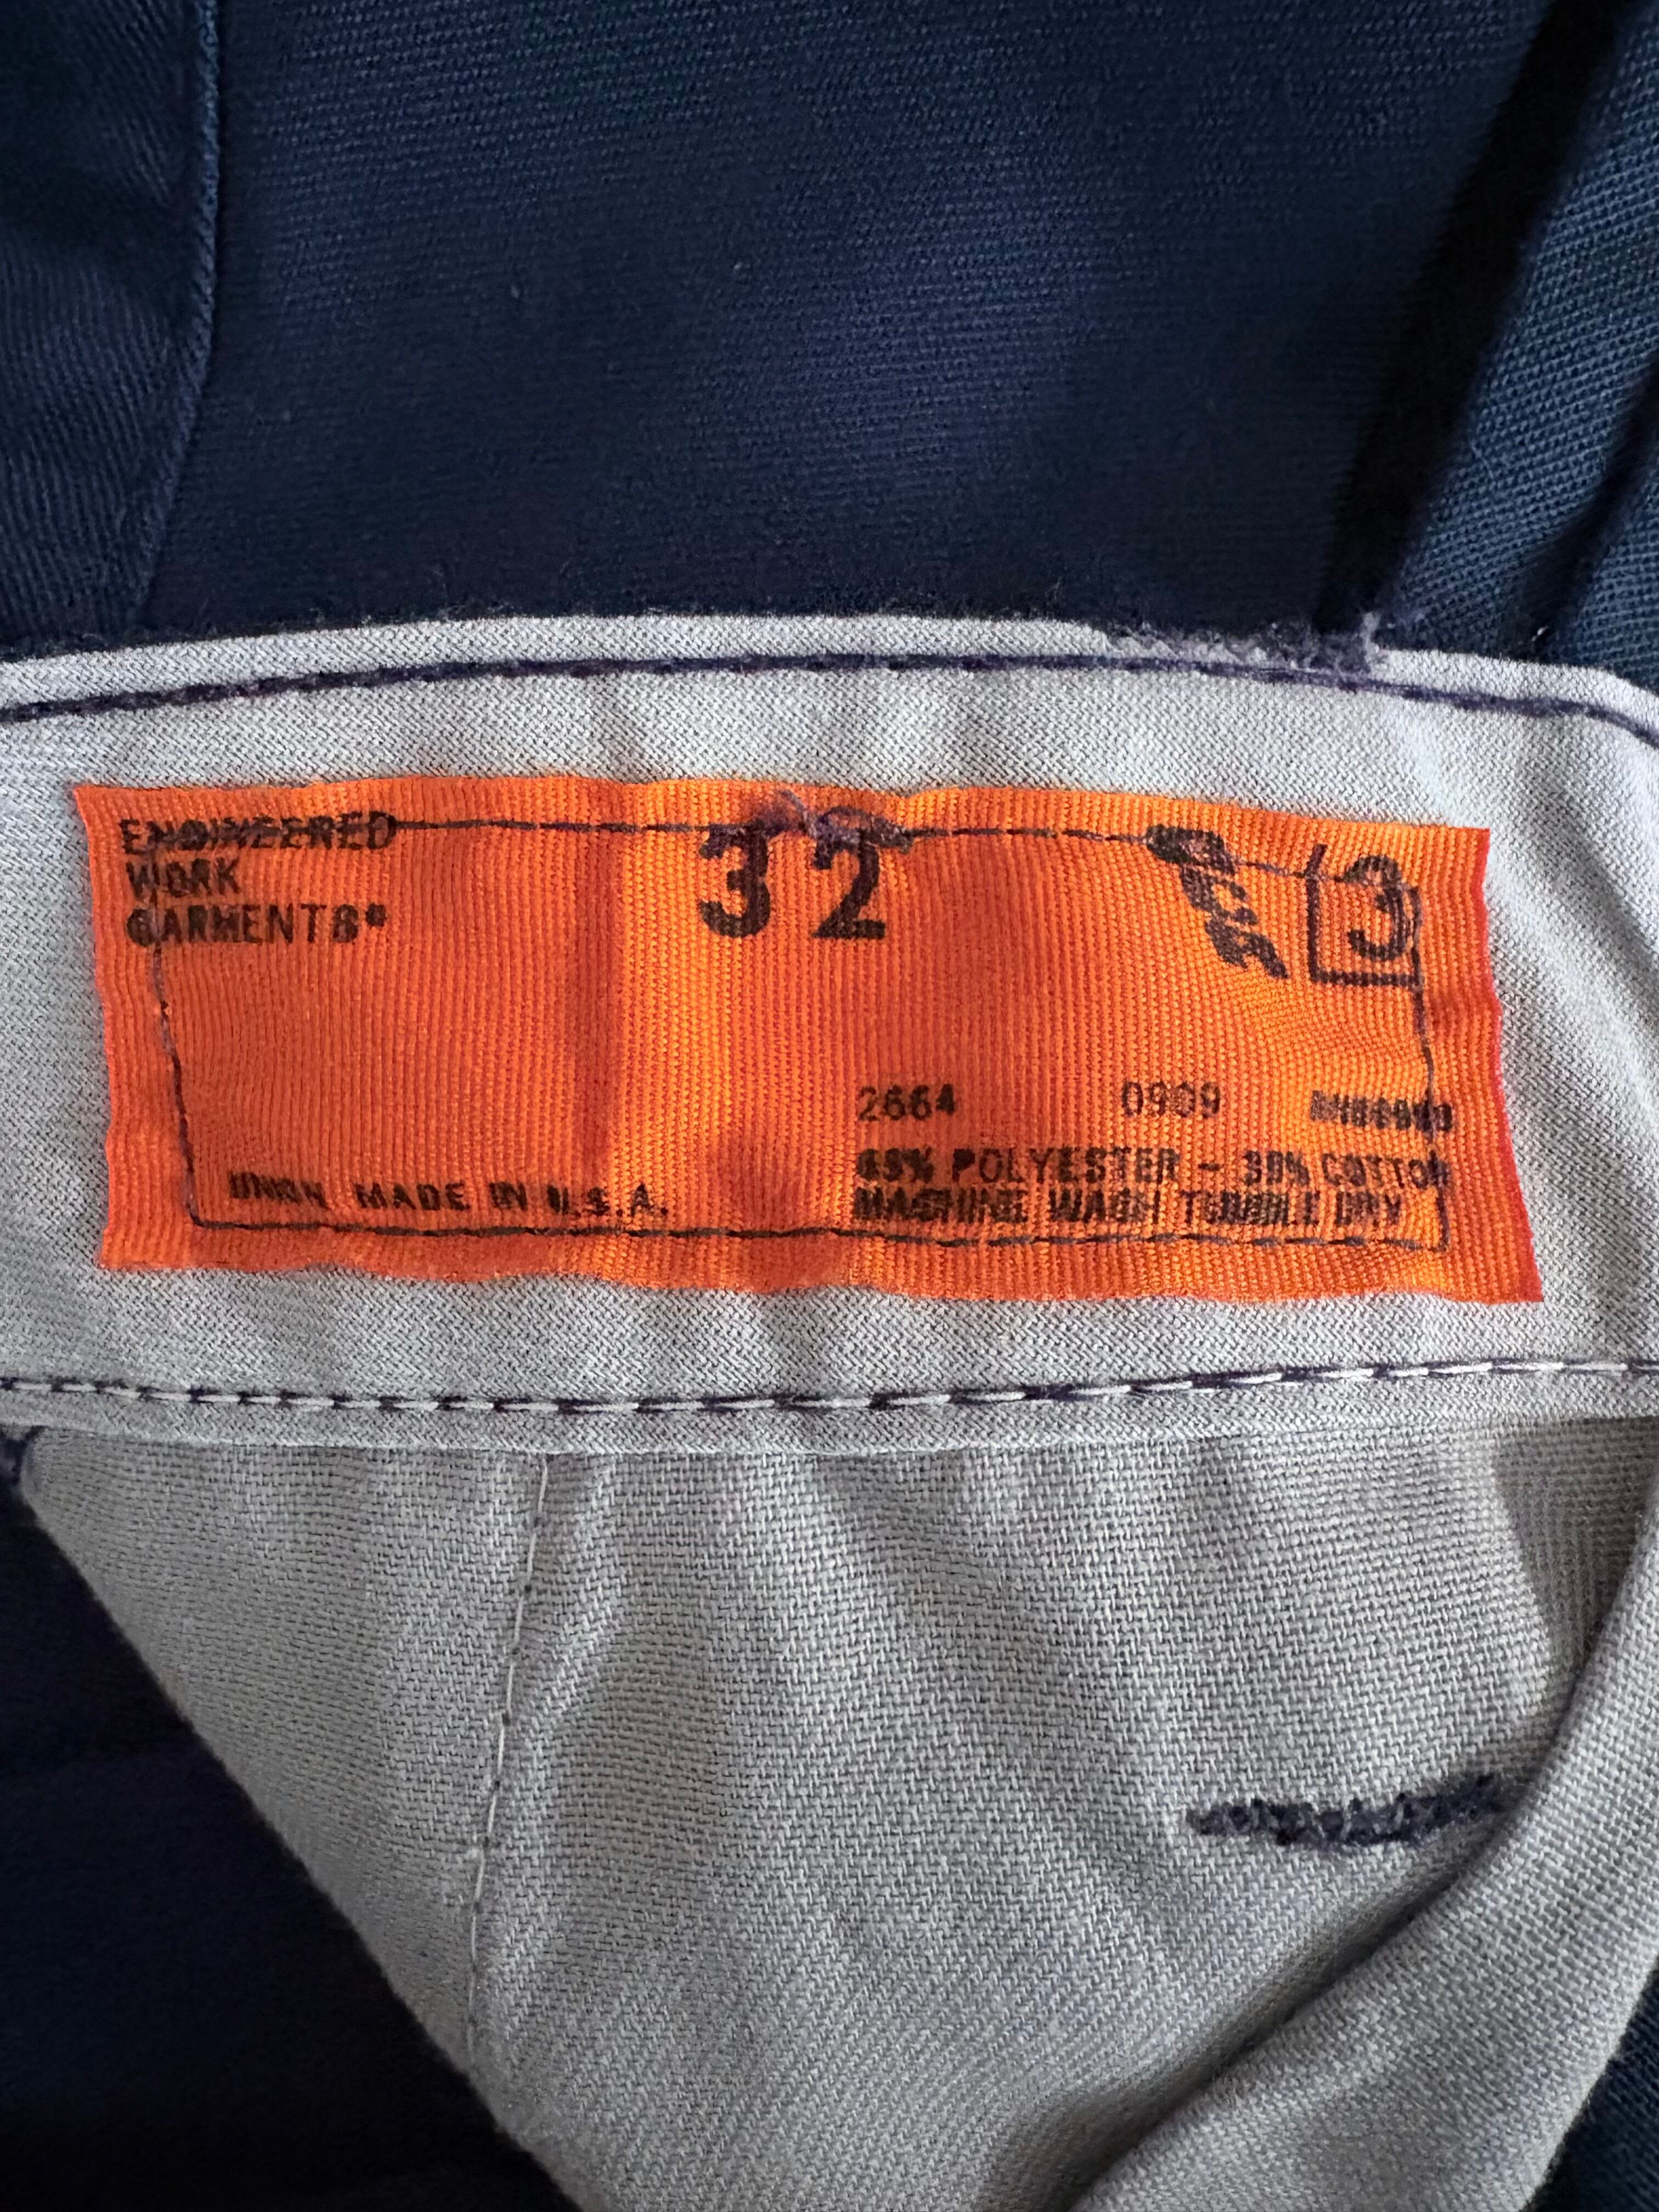 ENGINEERED
WORK
GARMENTS®
32
3
2664 0909
65% POLYESTER - 35% COTTON
MACHINE WASH TUMBLE DRY
UNION MADE IN U.S.A.